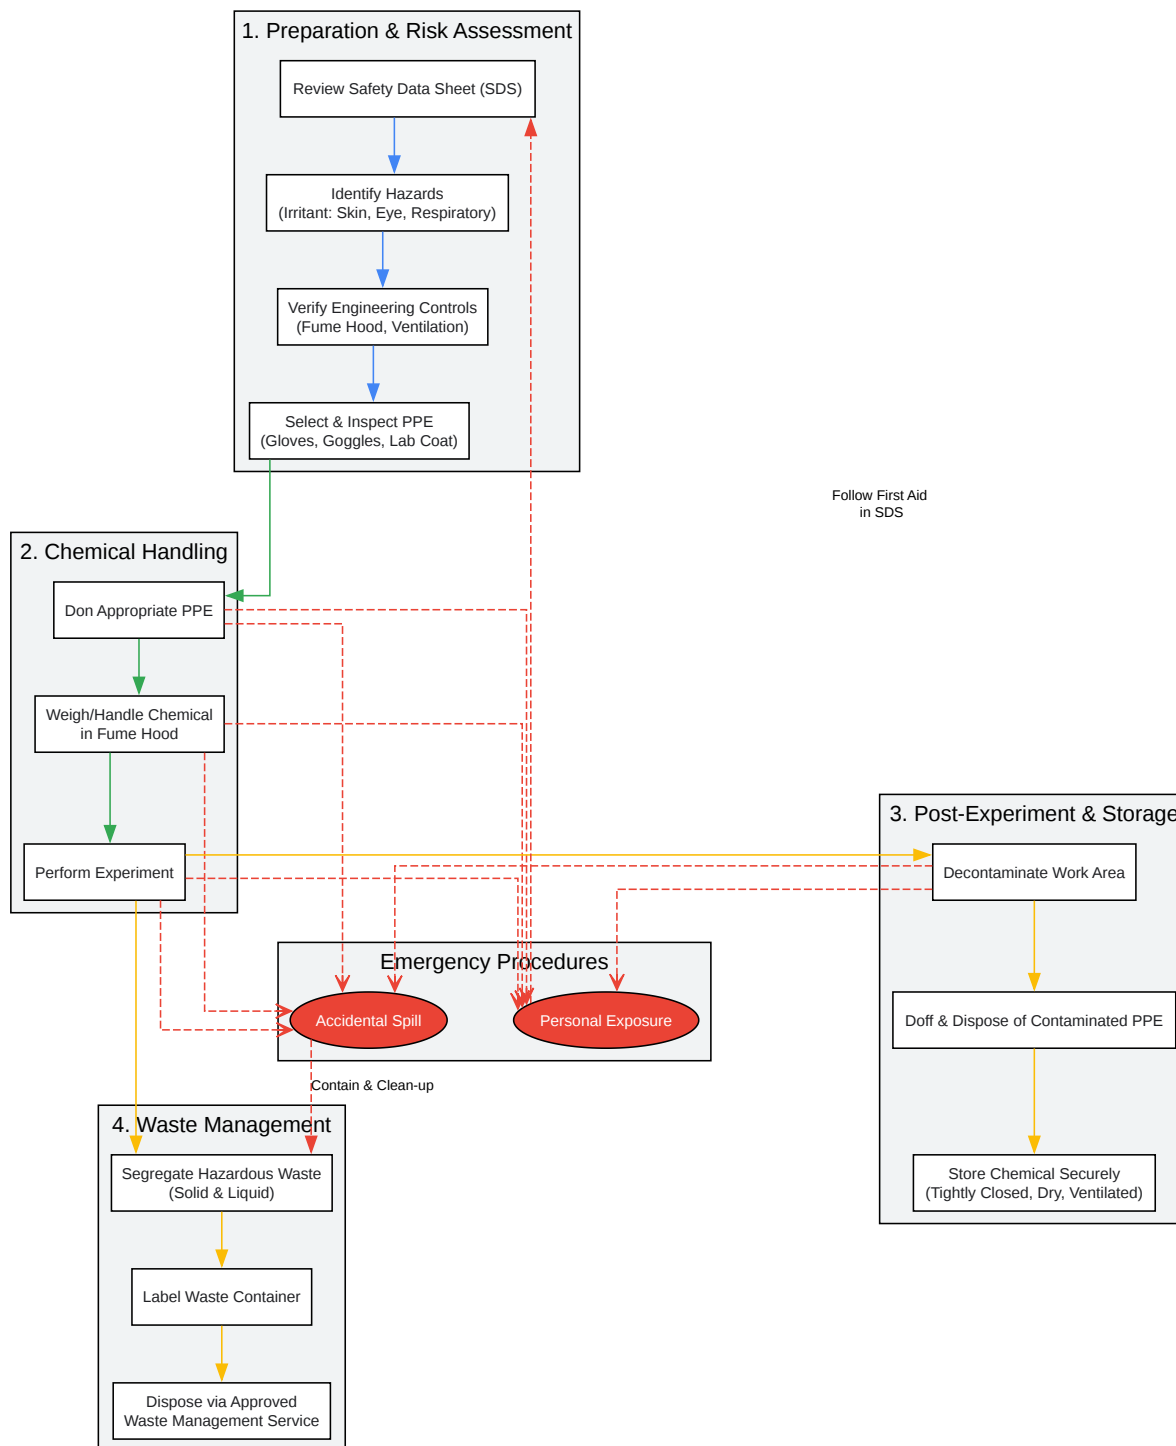 1. Preparation & Risk Assessment
Review Safety Data Sheet (SDS)
Identify Hazards
(Irritant: Skin, Eye, Respiratory)
Verify Engineering Controls
(Fume Hood, Ventilation)
Select & Inspect PPE
(Gloves, Goggles, Lab Coat)
Follow First Aid
in SDS
2. Chemical Handling
Don Appropriate PPE
Weigh/Handle Chemical
in Fume Hood
Perform Experiment
3. Post-Experiment & Storage
Decontaminate Work Area
Doff & Dispose of Contaminated PPE
Store Chemical Securely
(Tightly Closed, Dry, Ventilated)
Emergency Procedures
Accidental Spill
Personal Exposure
Contain & Clean-up
4. Waste Management
Segregate Hazardous Waste
(Solid & Liquid)
Label Waste Container
Dispose via Approved
Waste Management Service